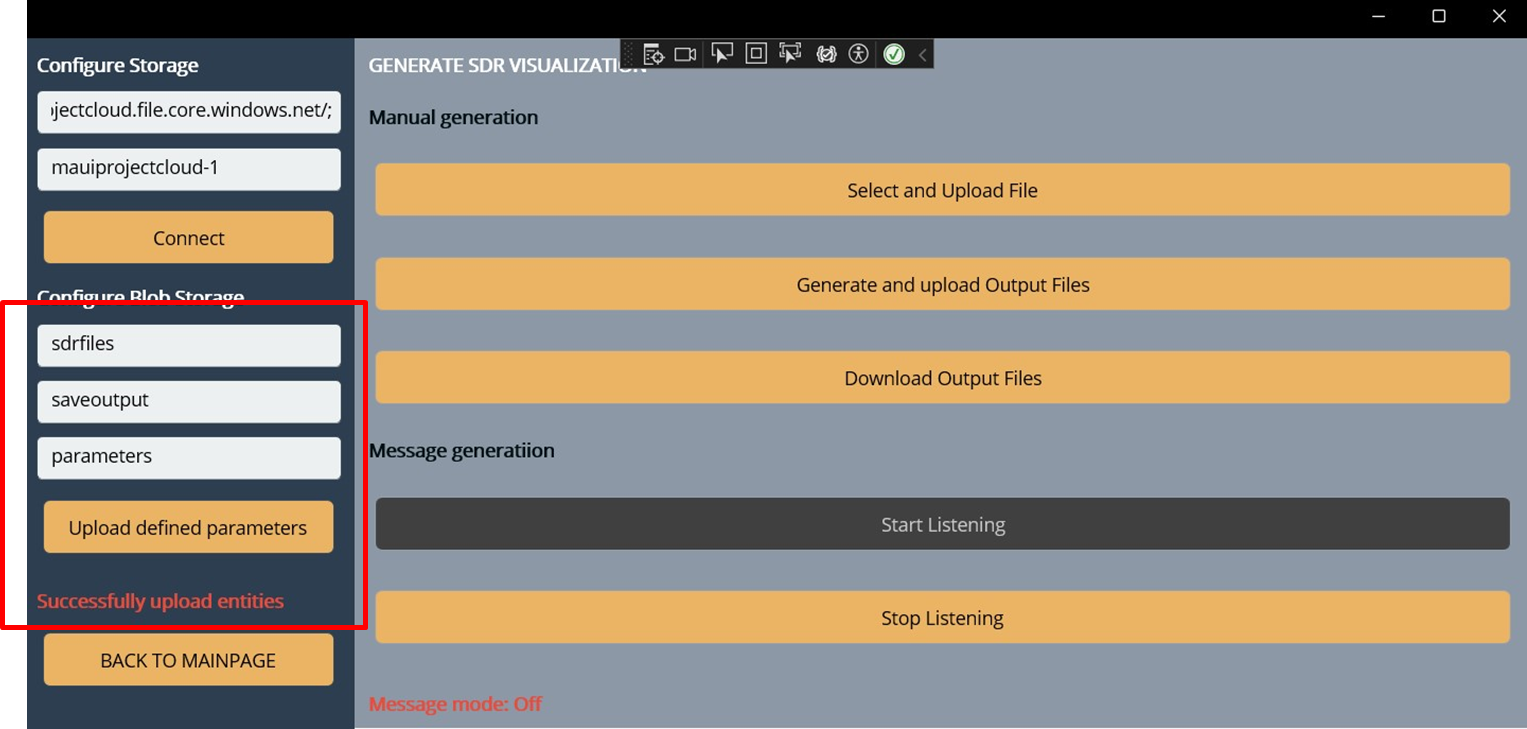 Configure Storage
ojectcloud.file.core.windows.net/;
mauiprojectcloud-1
Connect
Configure Blob Storage
sdrfiles
saveoutput
parameters
Upload defined parameters
Successfully upload entities
BACK TO MAINPAGE
GENERATE SDR VISUALIZATION
Manual generation
Select and Upload File
Generate and upload Output Files
Download Output Files
Message generatiion
Start Listening
Stop Listening
Message mode: Off